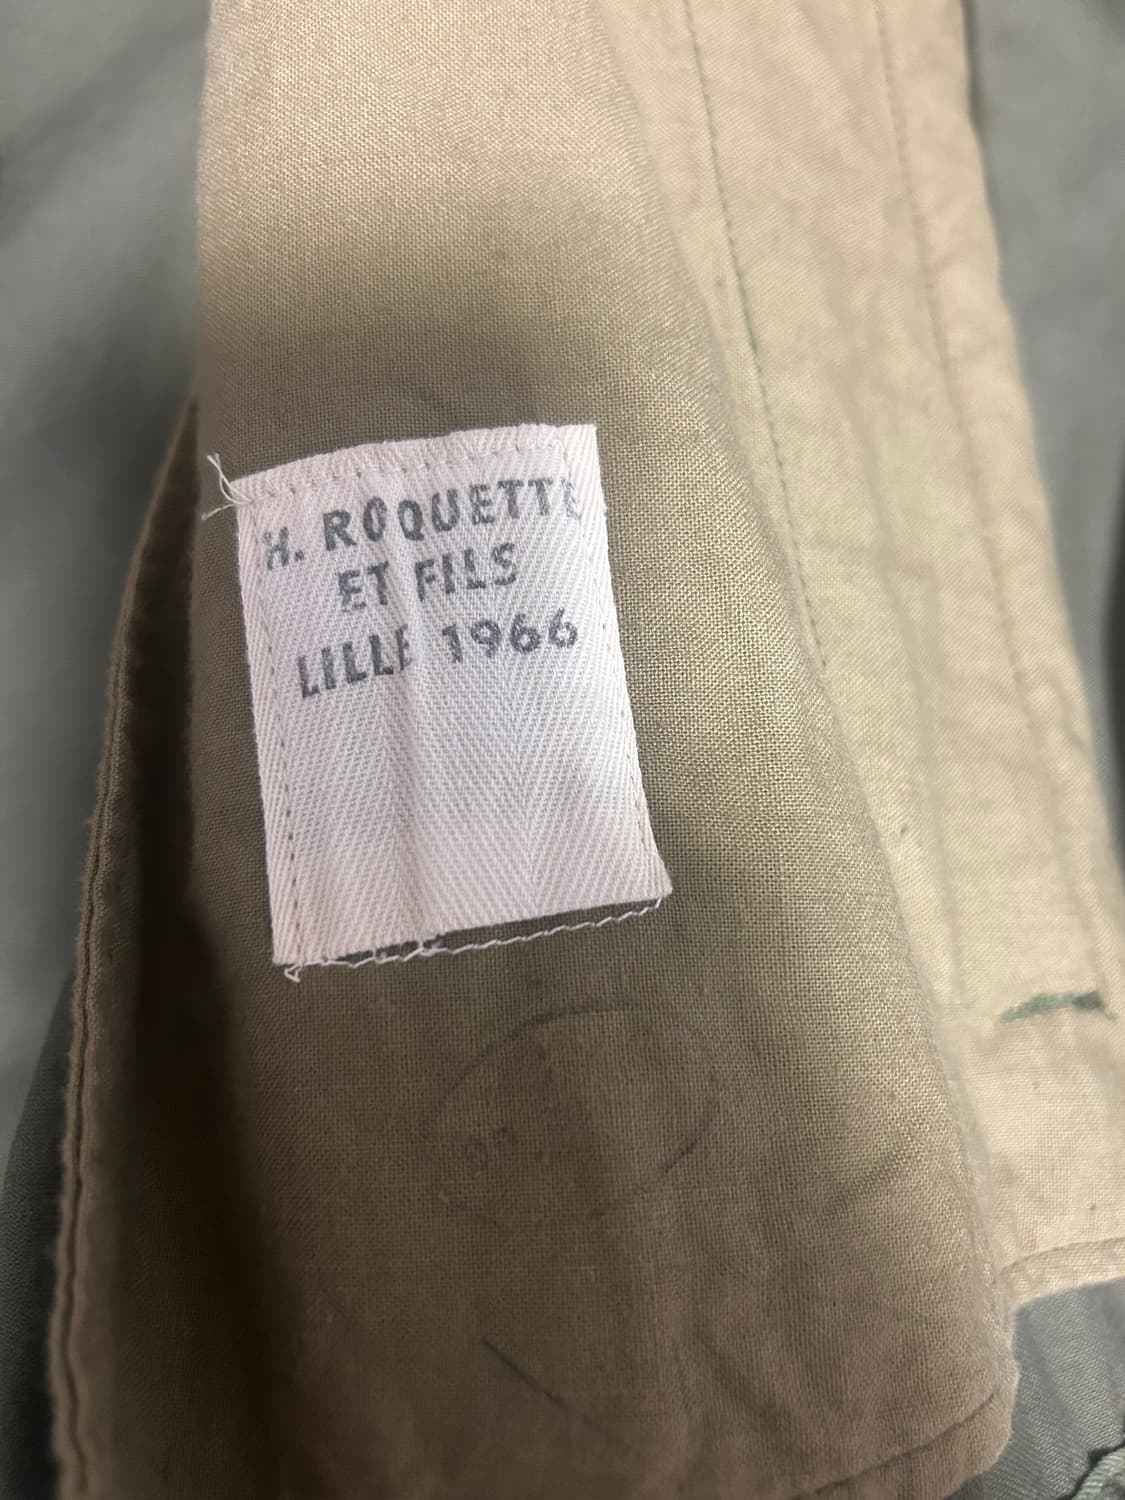 H. ROQUETTE
ET FILS
LILLE 1966